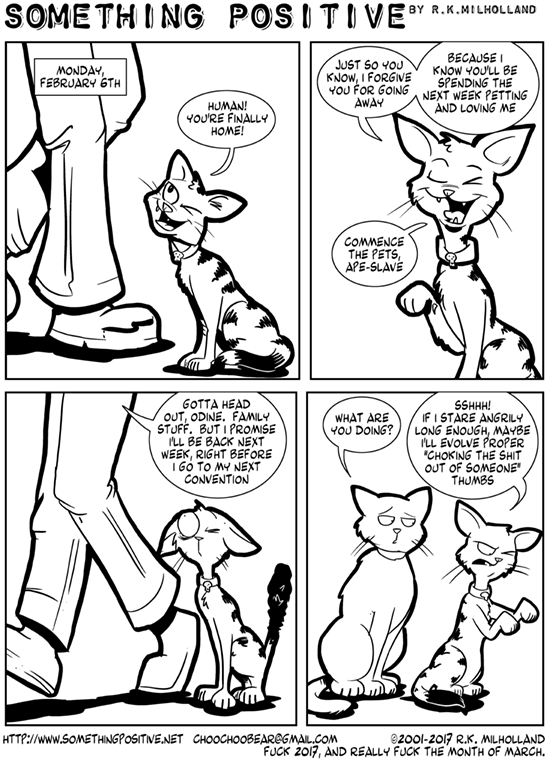 SOMETHING POSITIVE BY R.K.MILHOLLAND
MONDAY,
FEBRUARY 6TH
HUMAN!
YOU'RE FINALLY
HOME!
JUST SO YOU
KNOW, I FORGIVE
YOU FOR GOING
AWAY
BECAUSE I
KNOW YOU'LL BE
SPENDING THE
NEXT WEEK PETTING
AND LOVING ME
COMMENCE
THE PETS,
APE-SLAVE
GOTTA HEAD
OUT, ODINE. FAMILY
STUFF. BUT I PROMISE
I'LL BE BACK NEXT
WEEK, RIGHT BEFORE
I GO TO MY NEXT
CONVENTION
WHAT ARE
YOU DOING?
SSHHH!
IF I STARE ANGRILY
LONG ENOUGH, MAYBE
I'LL EVOLVE PROPER
"CHOKING THE SHIT
OUT OF SOMEONE"
THUMBS
HTTP://WWW.SOMETHINGPOSITIVE.NET CHOOCHOOBEAR@GMAIL.COM ©2001-2017 R.K. MILHOLLAND
FUCK 2017, AND REALLY FUCK THE MONTH OF MARCH.